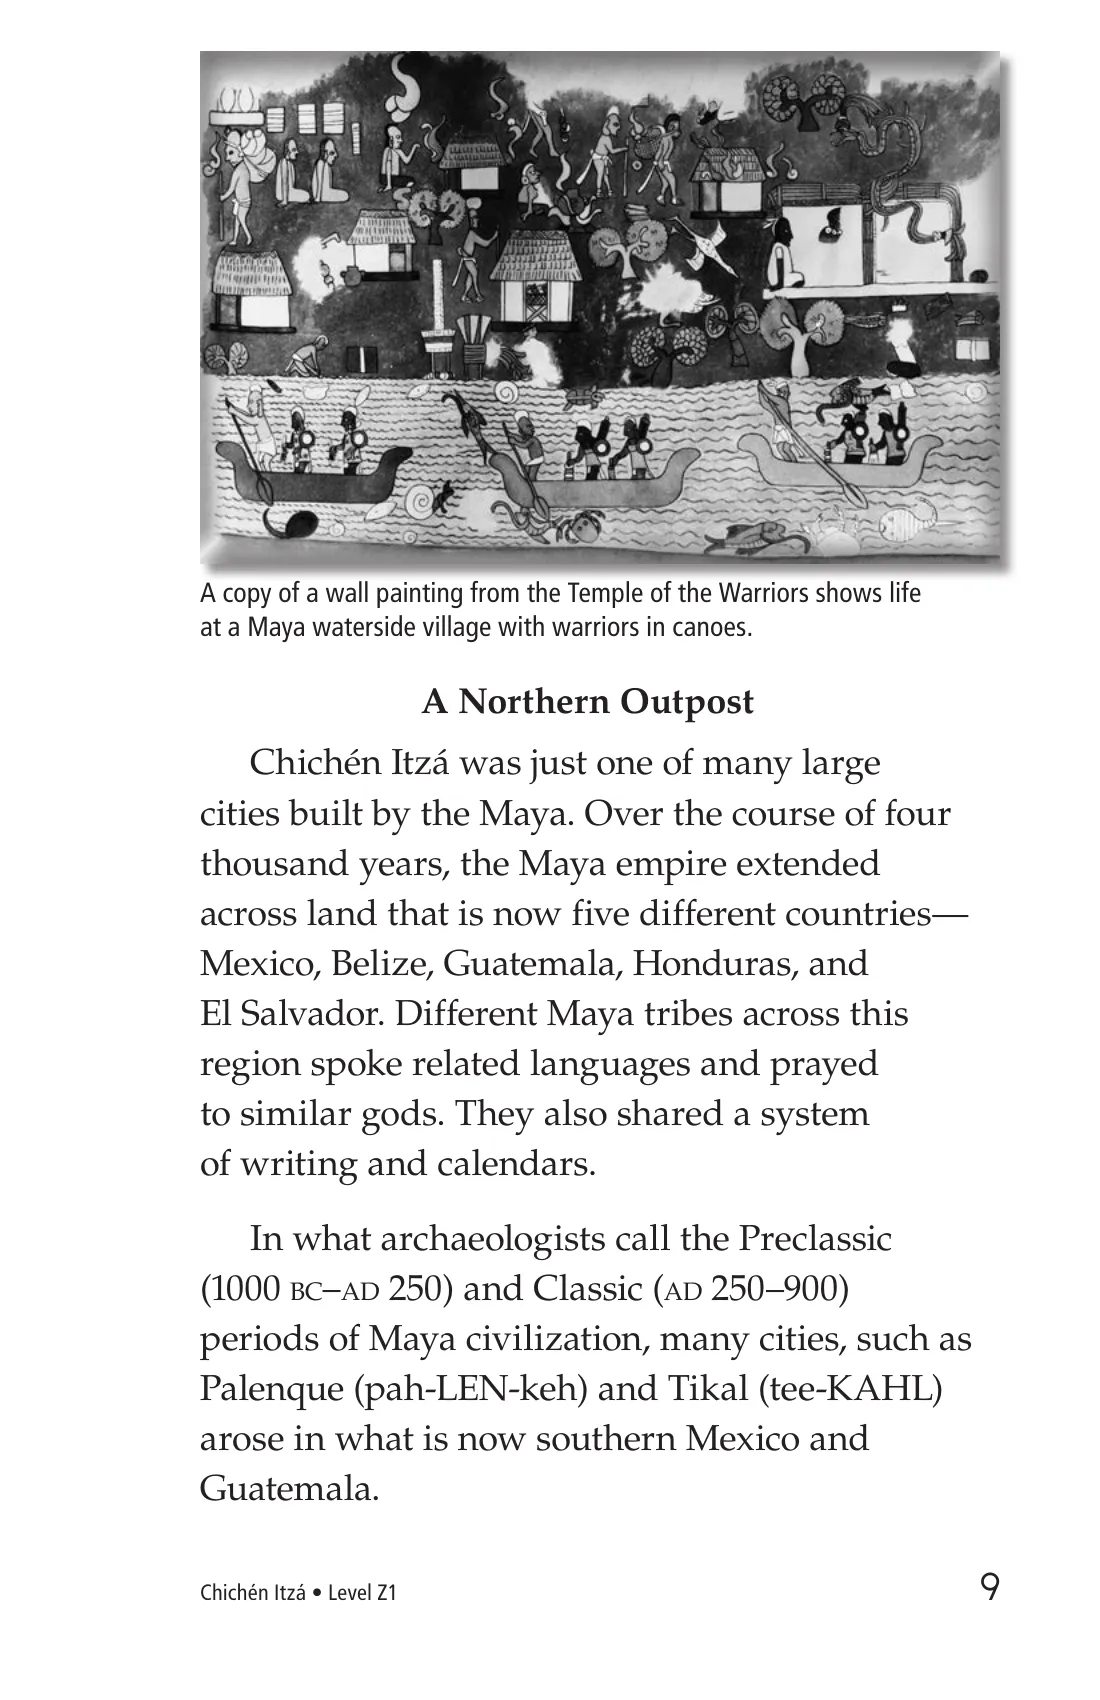 A copy of a wall painting from the Temple of the Warriors shows life
at a Maya waterside village with warriors in canoes.
A Northern Outpost
Chichén Itzá was just one of many large
cities built by the Maya. Over the course of four
thousand years, the Maya empire extended
across land that is now five different countries—
Mexico, Belize, Guatemala, Honduras, and
El Salvador. Different Maya tribes across this
region spoke related languages and prayed
to similar gods. They also shared a system
of writing and calendars.
In what archaeologists call the Preclassic
(1000 BC–AD 250) and Classic (AD 250–900)
periods of Maya civilization, many cities, such as
Palenque (pah-LEN-keh) and Tikal (tee-KAHL)
arose in what is now southern Mexico and
Guatemala.
Chichén Itzá • Level Z1
9